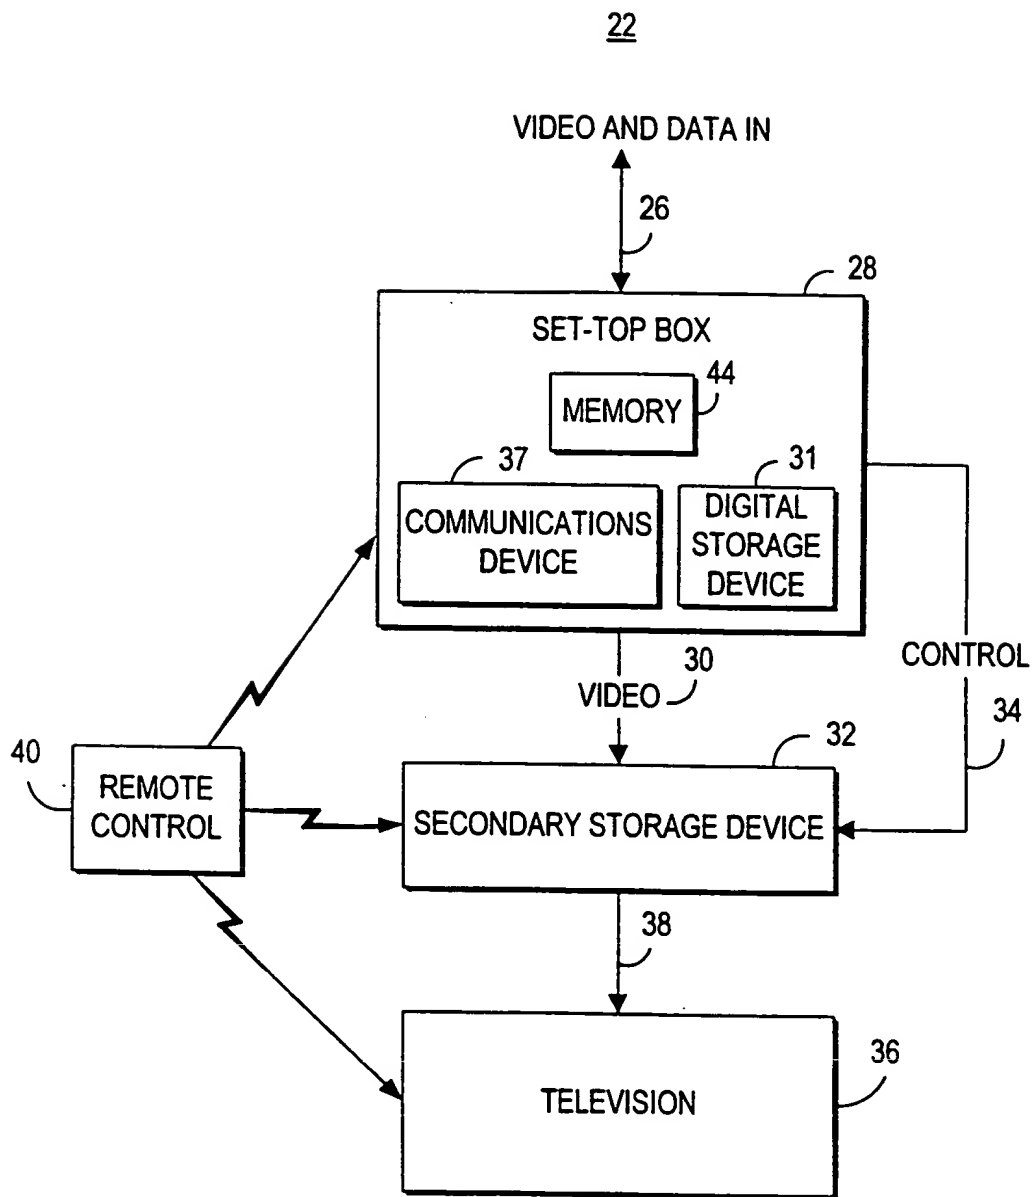 22
VIDEO AND DATA IN
26
28
SET-TOP BOX
44
MEMORY
37
31
COMMUNICATIONS
DEVICE
DIGITAL
STORAGE
DEVICE
CONTROL
30
VIDEO
34
32
40
REMOTE
CONTROL
SECONDARY STORAGE DEVICE
38
36
TELEVISION